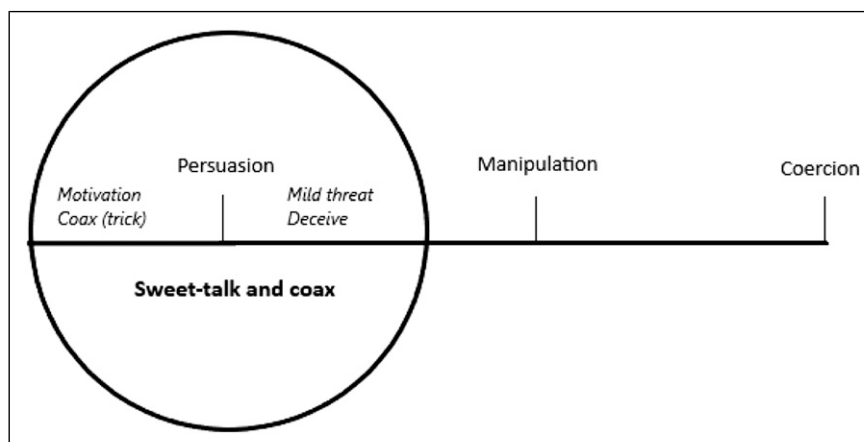 Persuasion
Manipulation
Coercion
Motivation
Coax (trick)
Mild threat
Deceive
Sweet-talk and coax